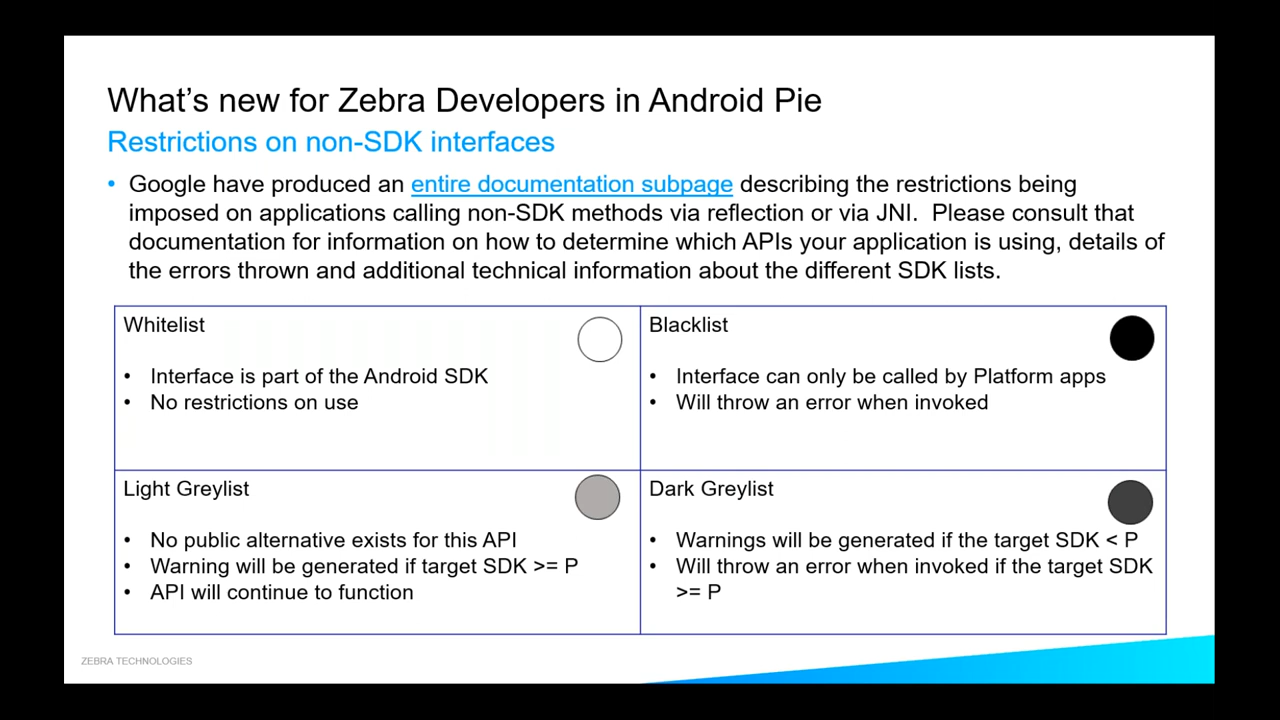 What's new for Zebra Developers in Android Pie
Restrictions on non-SDK interfaces
• Google have produced an entire documentation subpage describing the restrictions being
imposed on applications calling non-SDK methods via reflection or via JNI.  Please consult that
documentation for information on how to determine which APIs your application is using, details of
the errors thrown and additional technical information about the different SDK lists.
Whitelist
• Interface is part of the Android SDK
• No restrictions on use
Blacklist
• Interface can only be called by Platform apps
• Will throw an error when invoked
Light Greylist
• No public alternative exists for this API
• Warning will be generated if target SDK >= P
• API will continue to function
Dark Greylist
• Warnings will be generated if the target SDK < P
• Will throw an error when invoked if the target SDK
>= P
ZEBRA TECHNOLOGIES